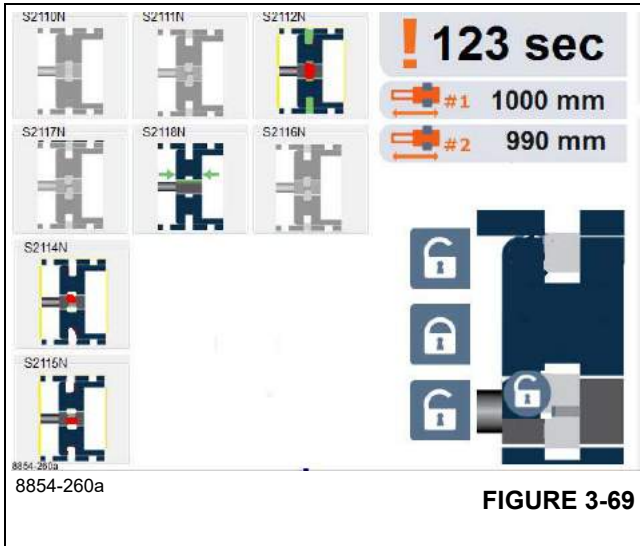 S2110N S2111N S2112N
! 123 sec
#1 1000 mm
#2 990 mm
S2117N S2118N S2116N
S2114N
S2115N
8854-260a
8854-260a
FIGURE 3-69